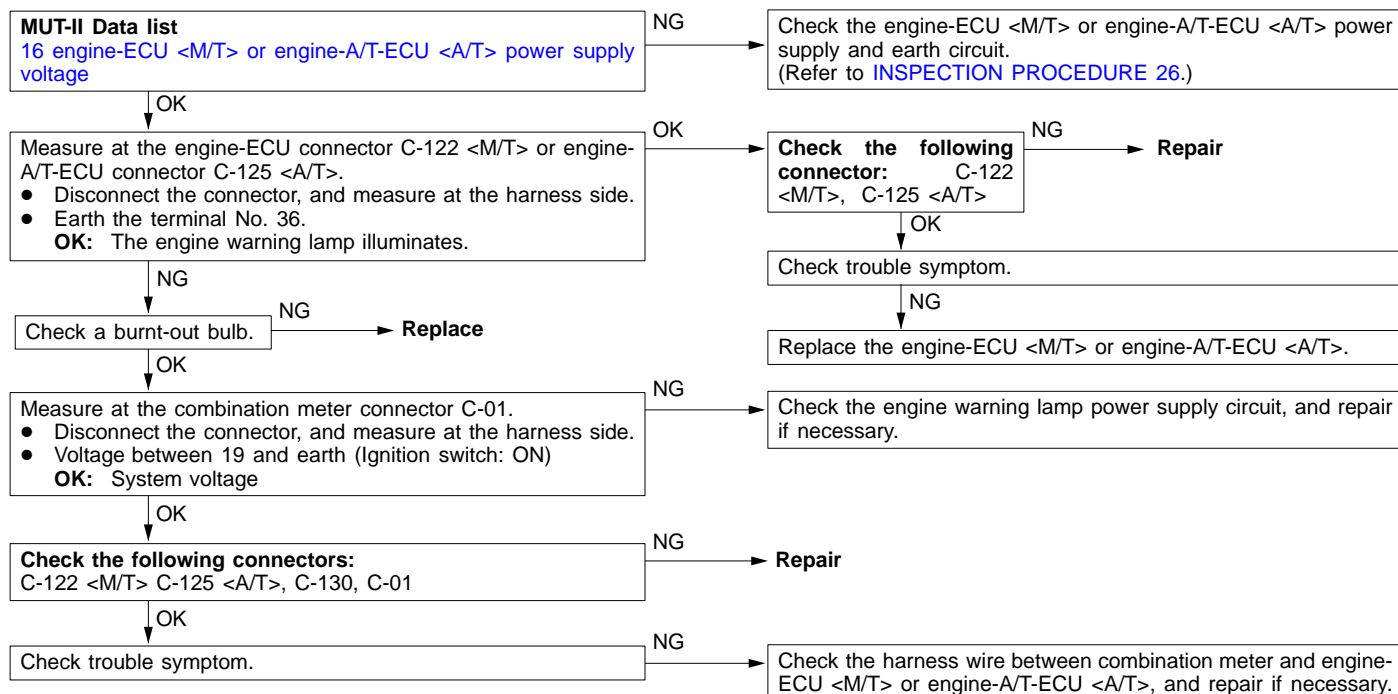 MUT-II Data list
16 engine-ECU <M/T> or engine-A/T-ECU <A/T> power supply
voltage
NG
Check the engine-ECU <M/T> or engine-A/T-ECU <A/T> power
supply and earth circuit.
(Refer to INSPECTION PROCEDURE 26.)
OK
Measure at the engine-ECU connector C-122 <M/T> or engine-
A/T-ECU connector C-125 <A/T>.
● Disconnect the connector, and measure at the harness side.
● Earth the terminal No. 36.
OK: The engine warning lamp illuminates.
OK
Check the following
connector: C-122
<M/T>, C-125 <A/T>
NG
Repair
OK
Check trouble symptom.
NG
Replace the engine-ECU <M/T> or engine-A/T-ECU <A/T>.
NG
Check a burnt-out bulb.
NG
Replace
OK
Measure at the combination meter connector C-01.
● Disconnect the connector, and measure at the harness side.
● Voltage between 19 and earth (Ignition switch: ON)
OK: System voltage
NG
Check the engine warning lamp power supply circuit, and repair
if necessary.
OK
Check the following connectors:
C-122 <M/T> C-125 <A/T>, C-130, C-01
NG
Repair
OK
Check trouble symptom.
NG
Check the harness wire between combination meter and engine-
ECU <M/T> or engine-A/T-ECU <A/T>, and repair if necessary.